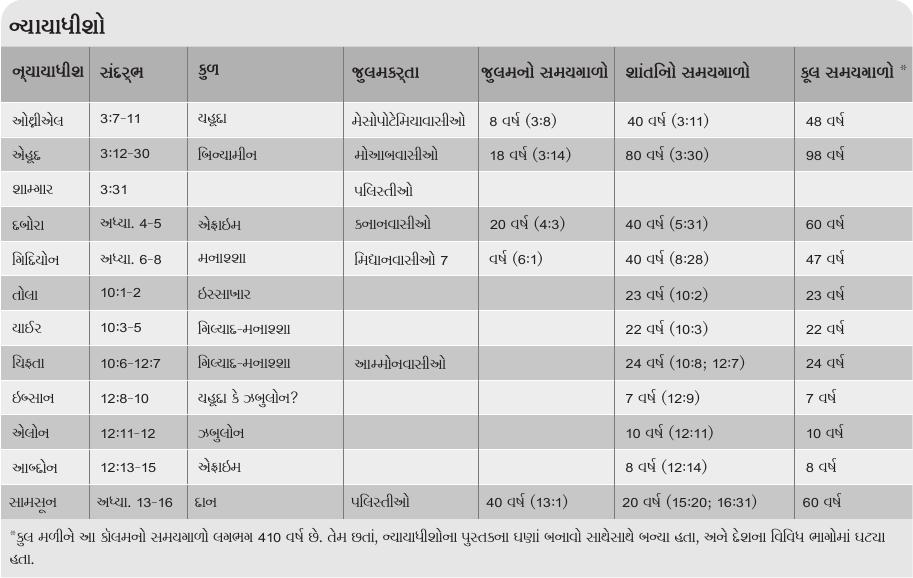 ન્યાયાધીશો
ન્યાયાધીશ સંદર્ભ કુળ જુલમકર્તા જુલમનો સમયગાળો શાંતિનો સમયગાળો કૂલ સમયગાળો *
ઓથ્નીએલ 3:7-11 યહૂદા મેસોપોટેમિયાવાસીઓ 8 વર્ષ (3:8) 40 વર્ષ (3:11) 48 વર્ષ
એહૂદ 3:12-30 બિન્યામીન મોઆબવાસીઓ 18 વર્ષ (3:14) 80 વર્ષ (3:30) 98 વર્ષ
શામ્ગાર 3:31 પલિસ્તીઓ
દબોરા અધ્યા. 4-5 એફ્રાઇમ કનાનવાસીઓ 20 વર્ષ (4:3) 40 વર્ષ (5:31) 60 વર્ષ
ગિદિયોન અધ્યા. 6-8 મનાશ્શા મિદ્યાનવાસીઓ 7 વર્ષ (6:1) 40 વર્ષ (8:28) 47 વર્ષ
તોલા 10:1-2 ઇસ્સાખાર 23 વર્ષ (10:2) 23 વર્ષ
યાઈર 10:3-5 ગિલ્યાદ-મનાશ્શા 22 વર્ષ (10:3) 22 વર્ષ
યિફતા 10:6-12:7 ગિલ્યાદ-મનાશ્શા આમ્મોનવાસીઓ 24 વર્ષ (10:8; 12:7) 24 વર્ષ
ઇબ્સાન 12:8-10 યહૂદા કે ઝબુલોન? 7 વર્ષ (12:9) 7 વર્ષ
એલોન 12:11-12 ઝબુલોન 10 વર્ષ (12:11) 10 વર્ષ
આબ્દોન 12:13-15 એફ્રાઇમ 8 વર્ષ (12:14) 8 વર્ષ
સામસૂન અધ્યા. 13-16 દાન પલિસ્તીઓ 40 વર્ષ (13:1) 20 વર્ષ (15:20; 16:31) 60 વર્ષ
*કુલ મળીને આ કૉલમનો સમયગાળો લગભગ 410 વર્ષ છે. તેમ છતાં, ન્યાયાધીશોના પુસ્તકના ઘણાં બનાવો સાથેસાથે બન્યા હતા, અને દેશના વિવિધ ભાગોમાં ઘટ્યા
હતા.